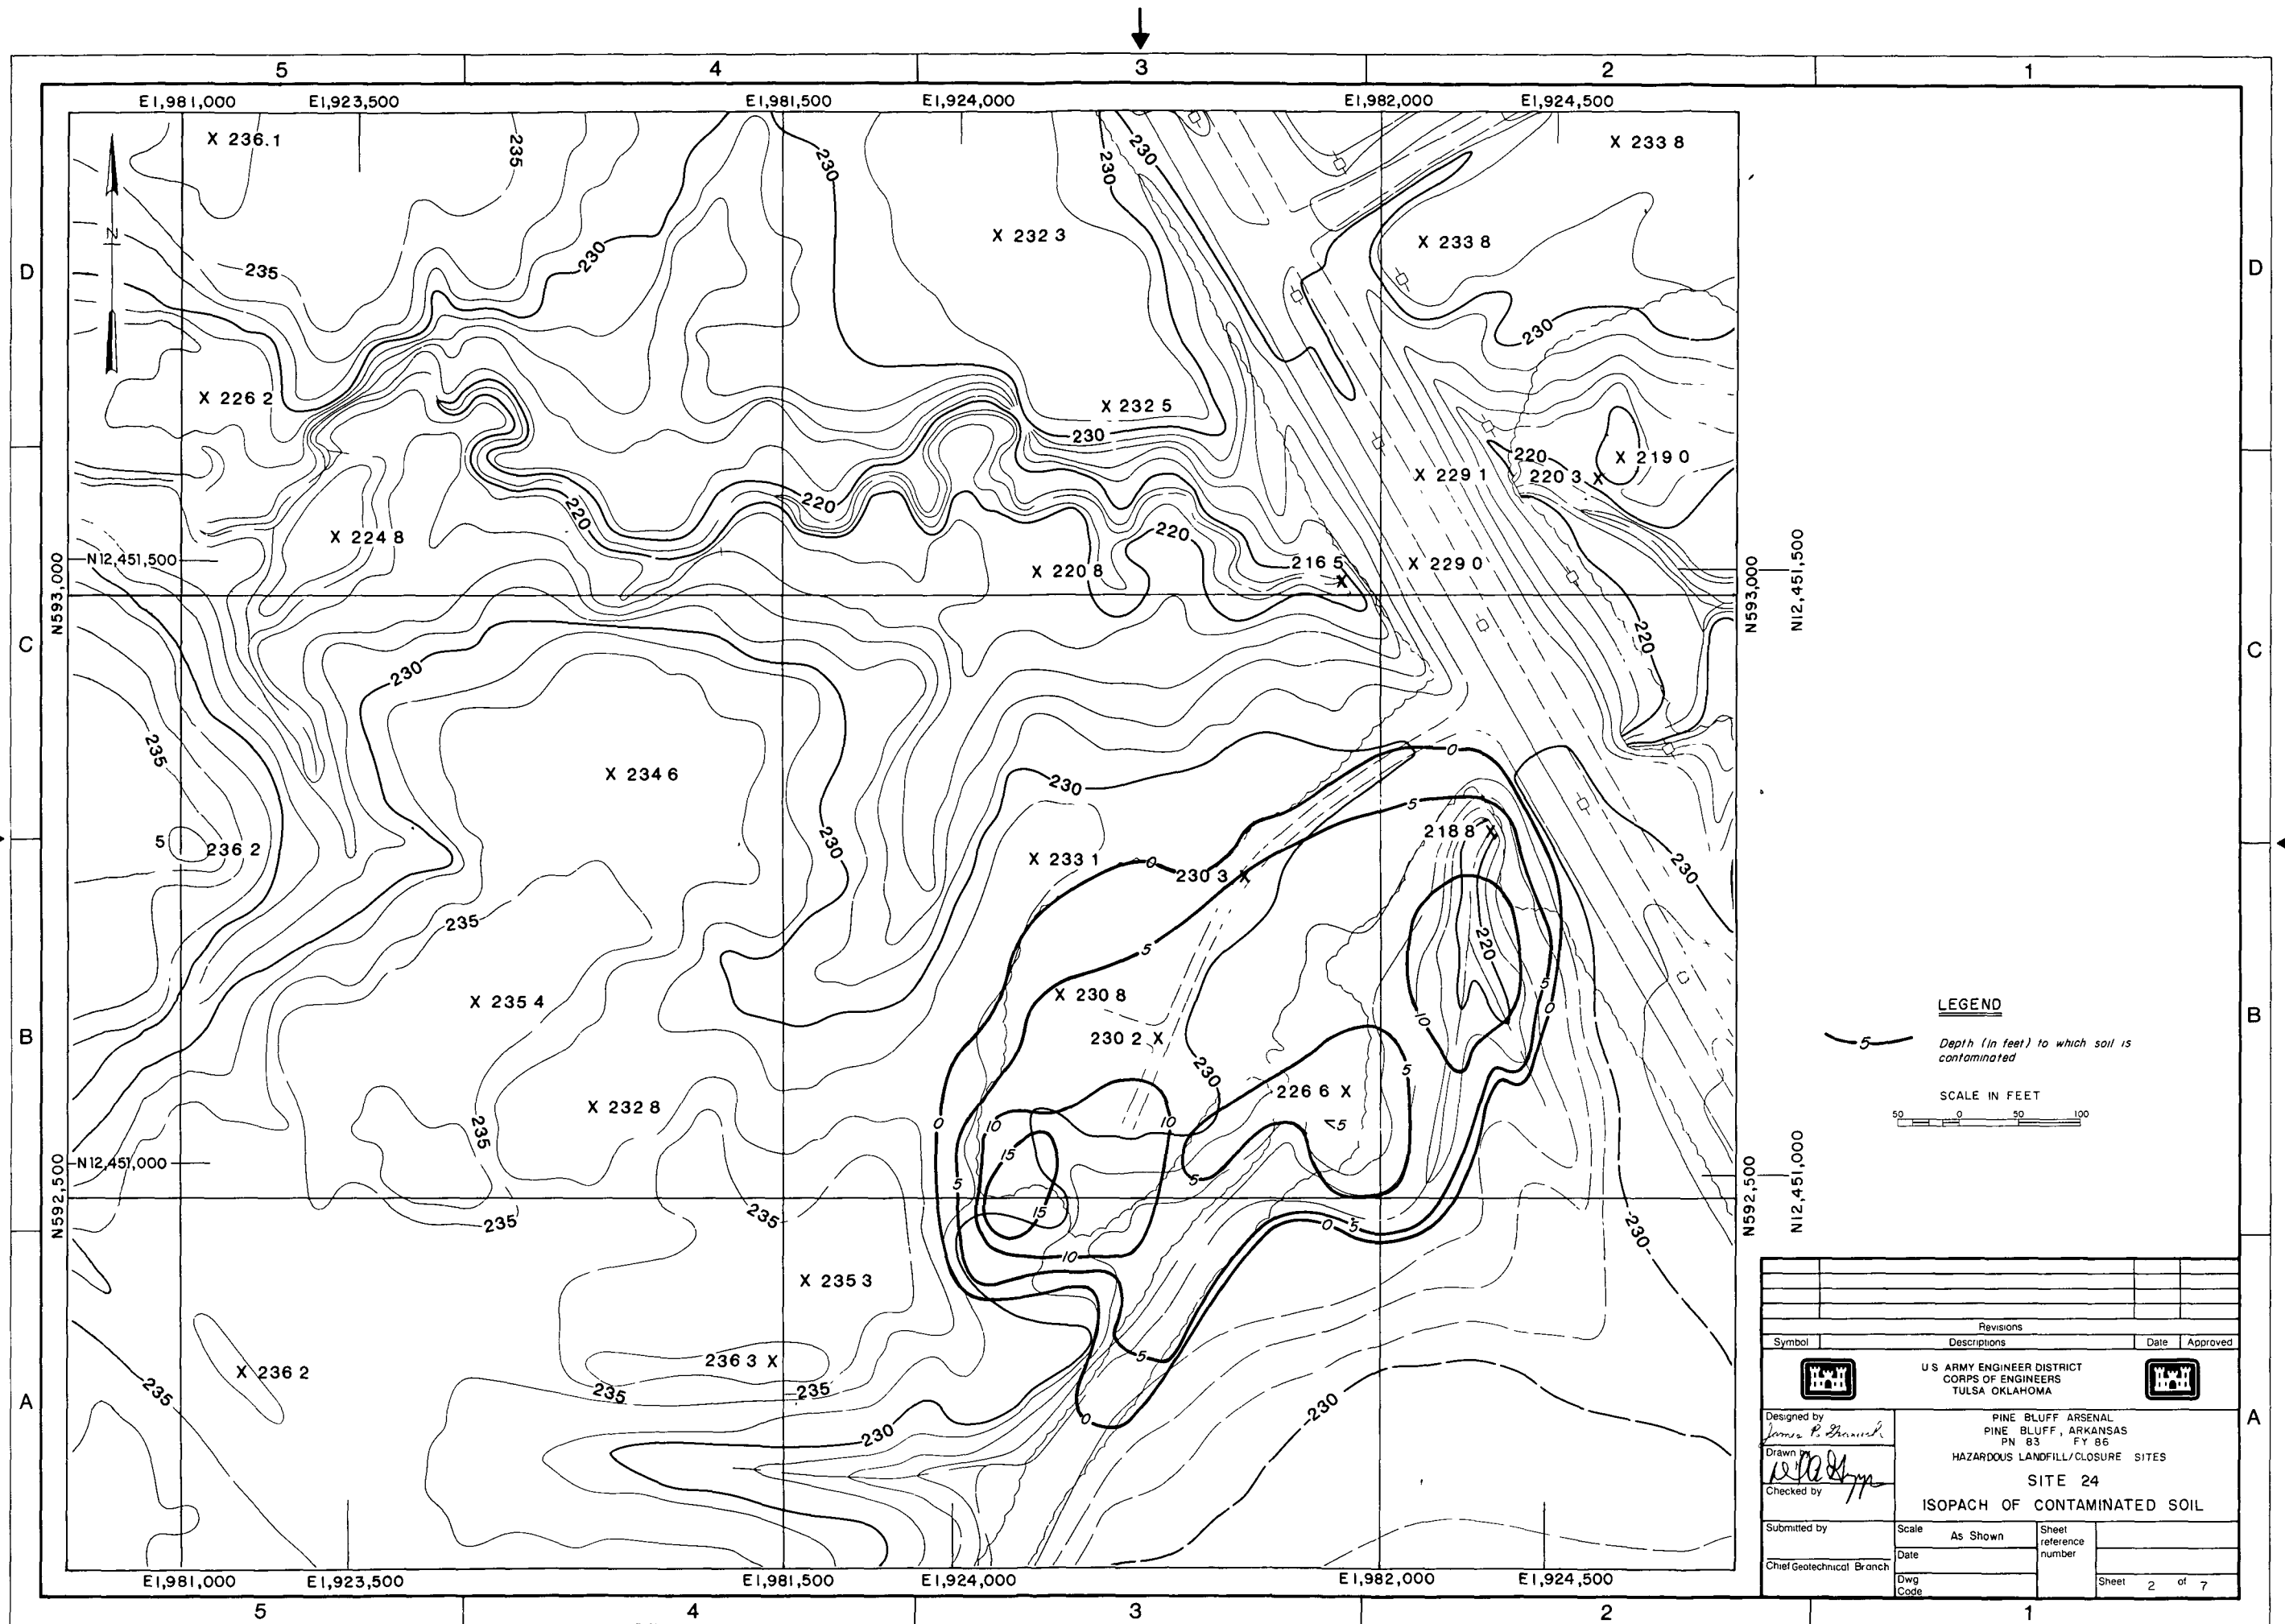 5 4 3 2 1
E1,981,000 E1,923,500 E1,981,500 E1,924,000 E1,982,000 E1,924,500
X 236.1
235
230
230
230
X 233 8
N
X 232 3
X 233 8
D
235
230
D
230
X 226 2
X 232 5
230
220
X 219 0
X 229 1
220 3 X
220
220
X 224 8
220
N12,451,500
X 220 8
216 5
X
X 229 0
N593,000
N593,000
N12,451,500
C
220
C
230
235
X 234 6
230
0
5
5
236 2
230
218 8 X
X 233 1
0
230 3 X
230
235
5
220
X 235 4
X 230 8
5
0
10
B
230 2 X
B
LEGEND
5
Depth (in feet) to which soil is
contaminated
SCALE IN FEET
50 0 50 100
230
226 6 X
5
<5
X 232 8
235
0
10
10
15
N12,451,000
N592,500
5
5
N592,500
N12,451,000
235
235
15
0
5
230
10
X 235 3
236 3 X
5
X 236 2
235
235
235
0
230
230
A
A
Revisions
Symbol Descriptions Date Approved
U S ARMY ENGINEER DISTRICT
CORPS OF ENGINEERS
TULSA OKLAHOMA
Designed by
PINE BLUFF ARSENAL
PINE BLUFF, ARKANSAS
PN 83 FY 86
Drawn by
HAZARDOUS LANDFILL/CLOSURE SITES
SITE 24
Checked by
ISOPACH OF CONTAMINATED SOIL
Submitted by
Scale As Shown
Sheet
reference
number
Date
Chief Geotechnical Branch
Dwg
Code
Sheet 2 of 7
E1,981,000 E1,923,500 E1,981,500 E1,924,000 E1,982,000 E1,924,500
5 4 3 2 1